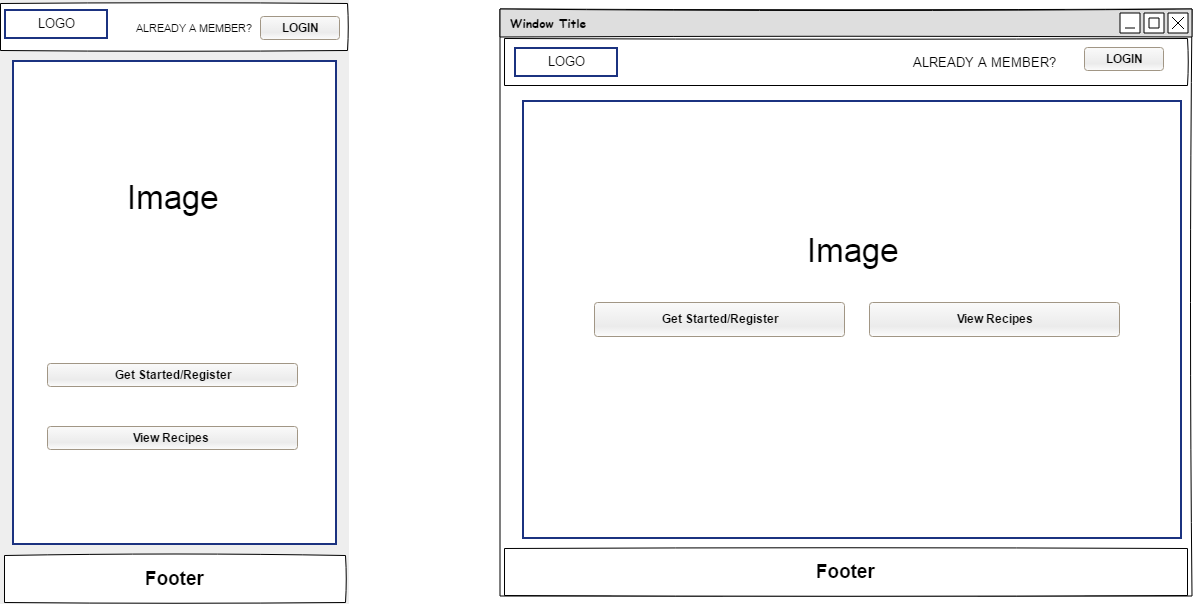 LOGO
ALREADY A MEMBER?
LOGIN
Image
Get Started/Register
View Recipes
Footer
Window Title
LOGO
ALREADY A MEMBER?
LOGIN
Image
Get Started/Register
View Recipes
Footer